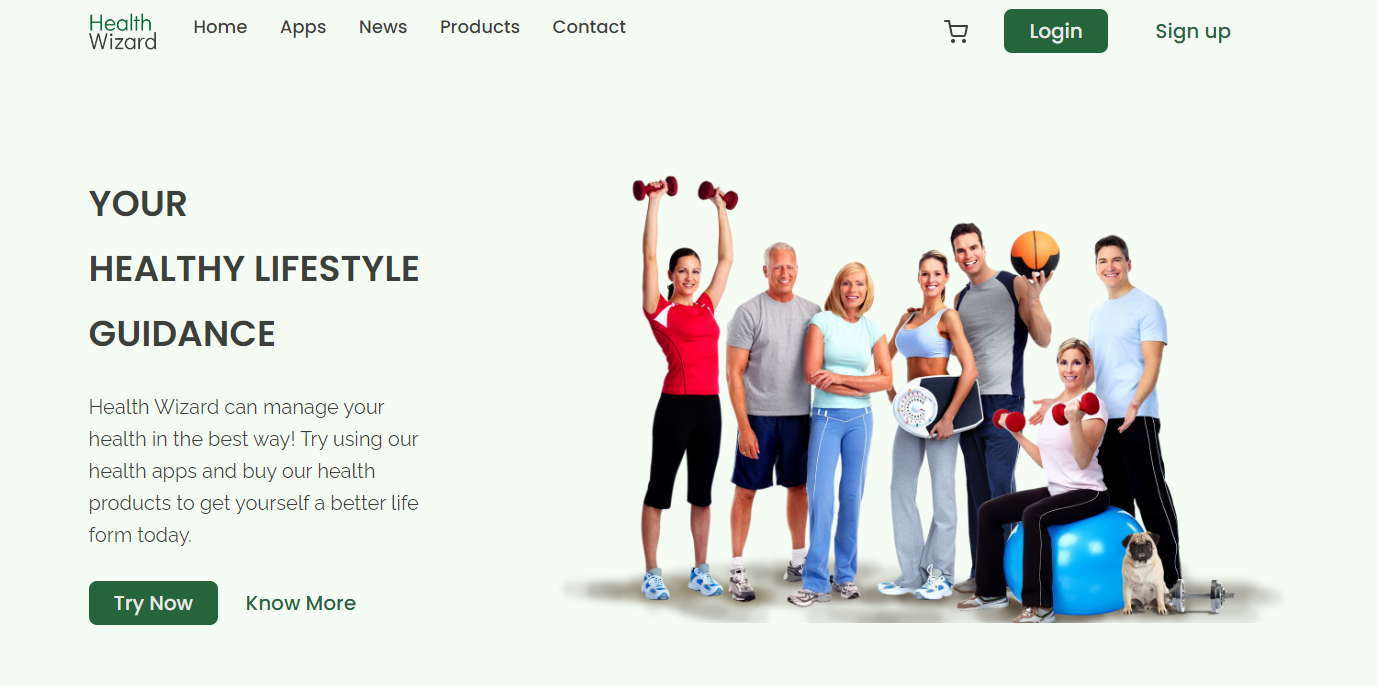 Health
Wizard
Home Apps News Products Contact Login Sign up
YOUR
HEALTHY LIFESTYLE
GUIDANCE
Health Wizard can manage your
health in the best way! Try using our
health apps and buy our health
products to get yourself a better life
form today.
Try Now Know More